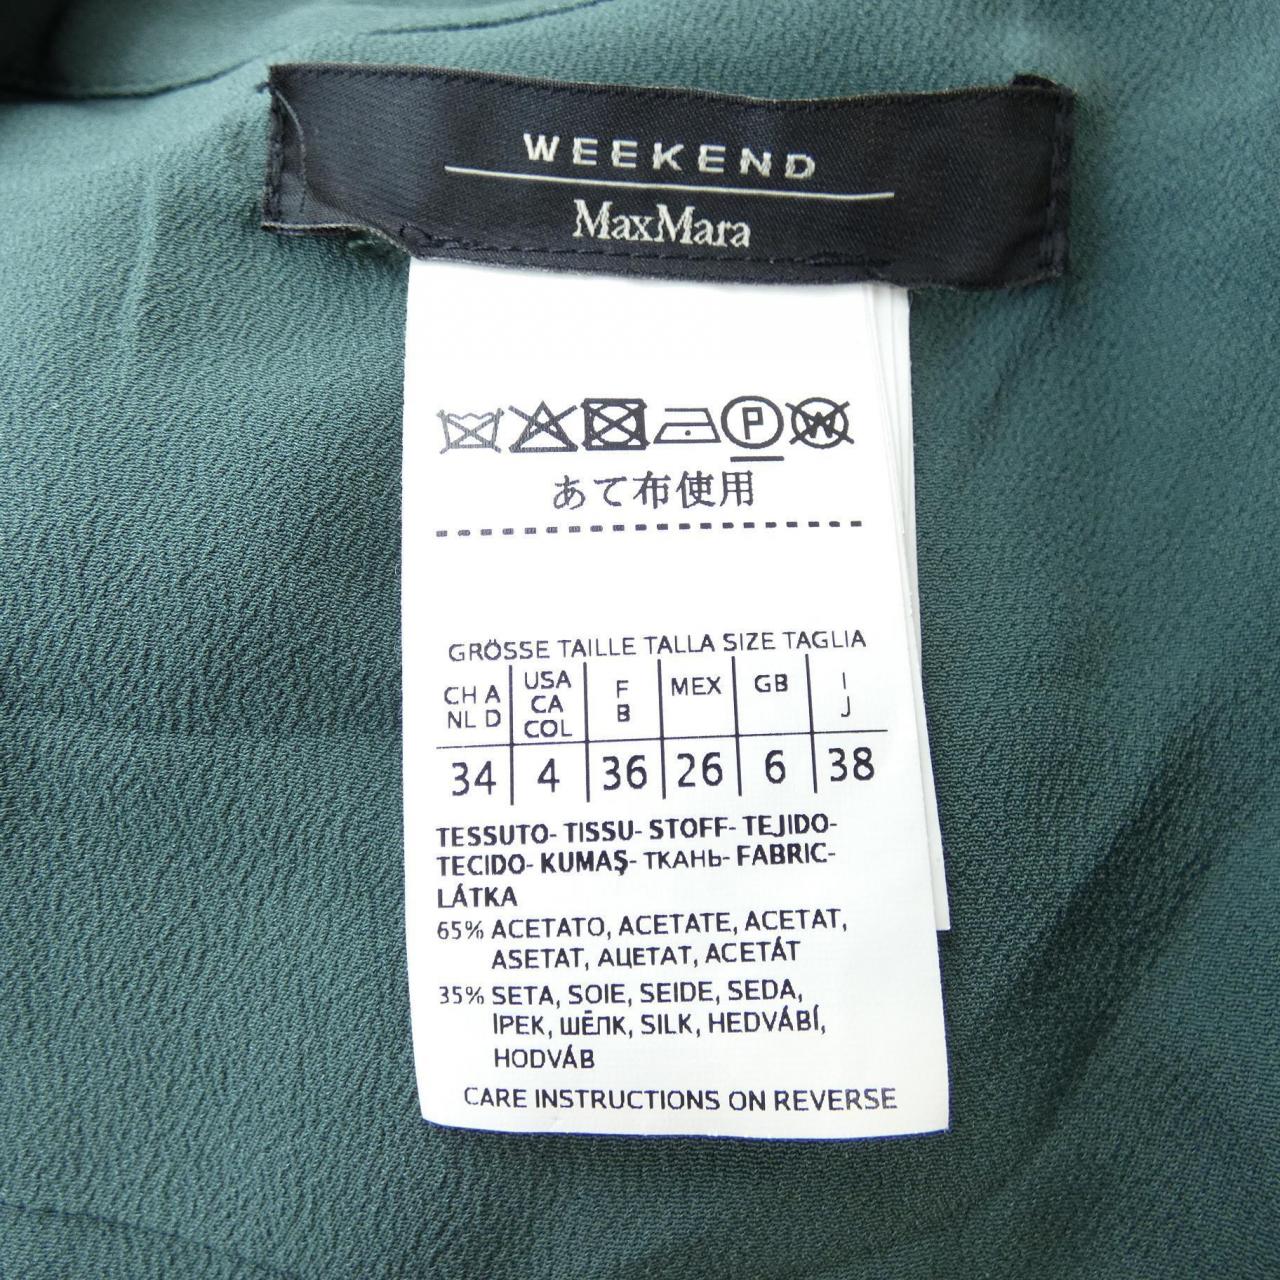 WEEKEND
MaxMara
P W
あて布使用
GRÖSSE TAILLE TALLA SIZE TAGLIA
CH A NL D | USA CA COL | F B | MEX | GB | I J
34 | 4 | 36 | 26 | 6 | 38
TESSUTO- TISSU- STOFF- TEJIDO-
TECIDO- KUMAŞ- ТКАНЬ- FABRIC-
LÁTKA
65% ACETATO, ACETATE, ACETAT,
ASETAT, АЦЕТАТ, ACETÁT
35% SETA, SOIE, SEIDE, SEDA,
İPEK, ШЁЛК, SILK, HEDVÁBÍ,
HODVÁB
CARE INSTRUCTIONS ON REVERSE